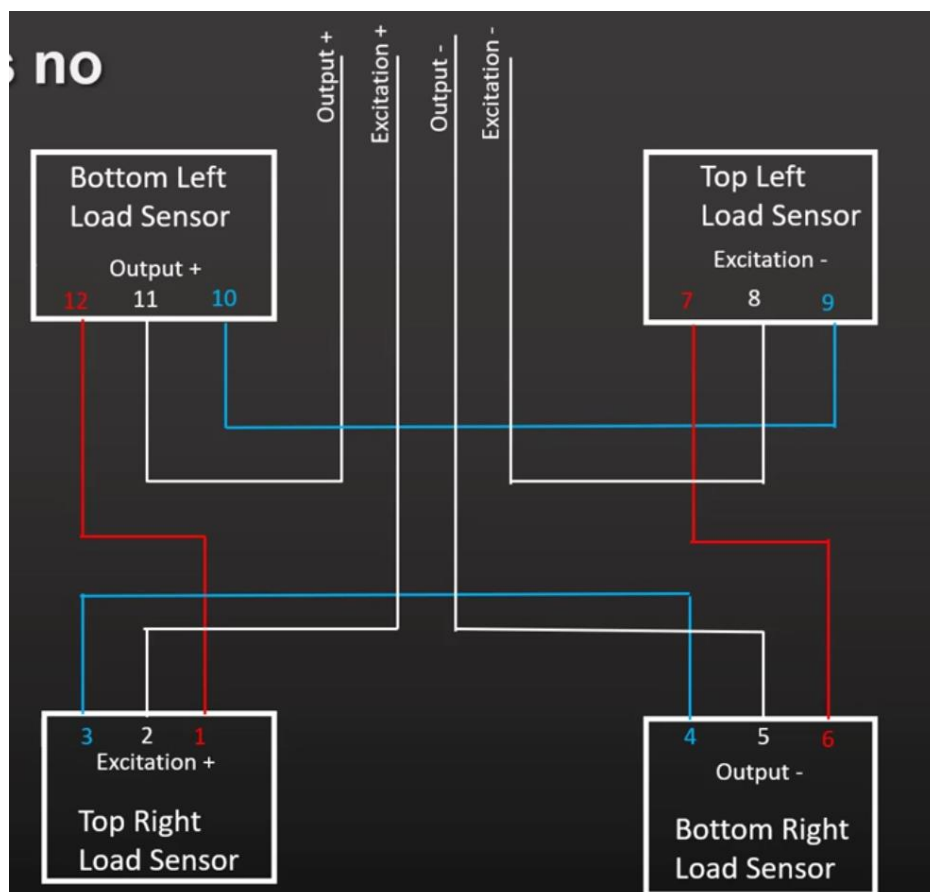 s no
Output +
Excitation +
Output -
Excitation -
Bottom Left
Load Sensor
Output +
12 11 10
Top Left
Load Sensor
Excitation -
7 8 9
3 2 1
Excitation +
Top Right
Load Sensor
4 5 6
Output -
Bottom Right
Load Sensor